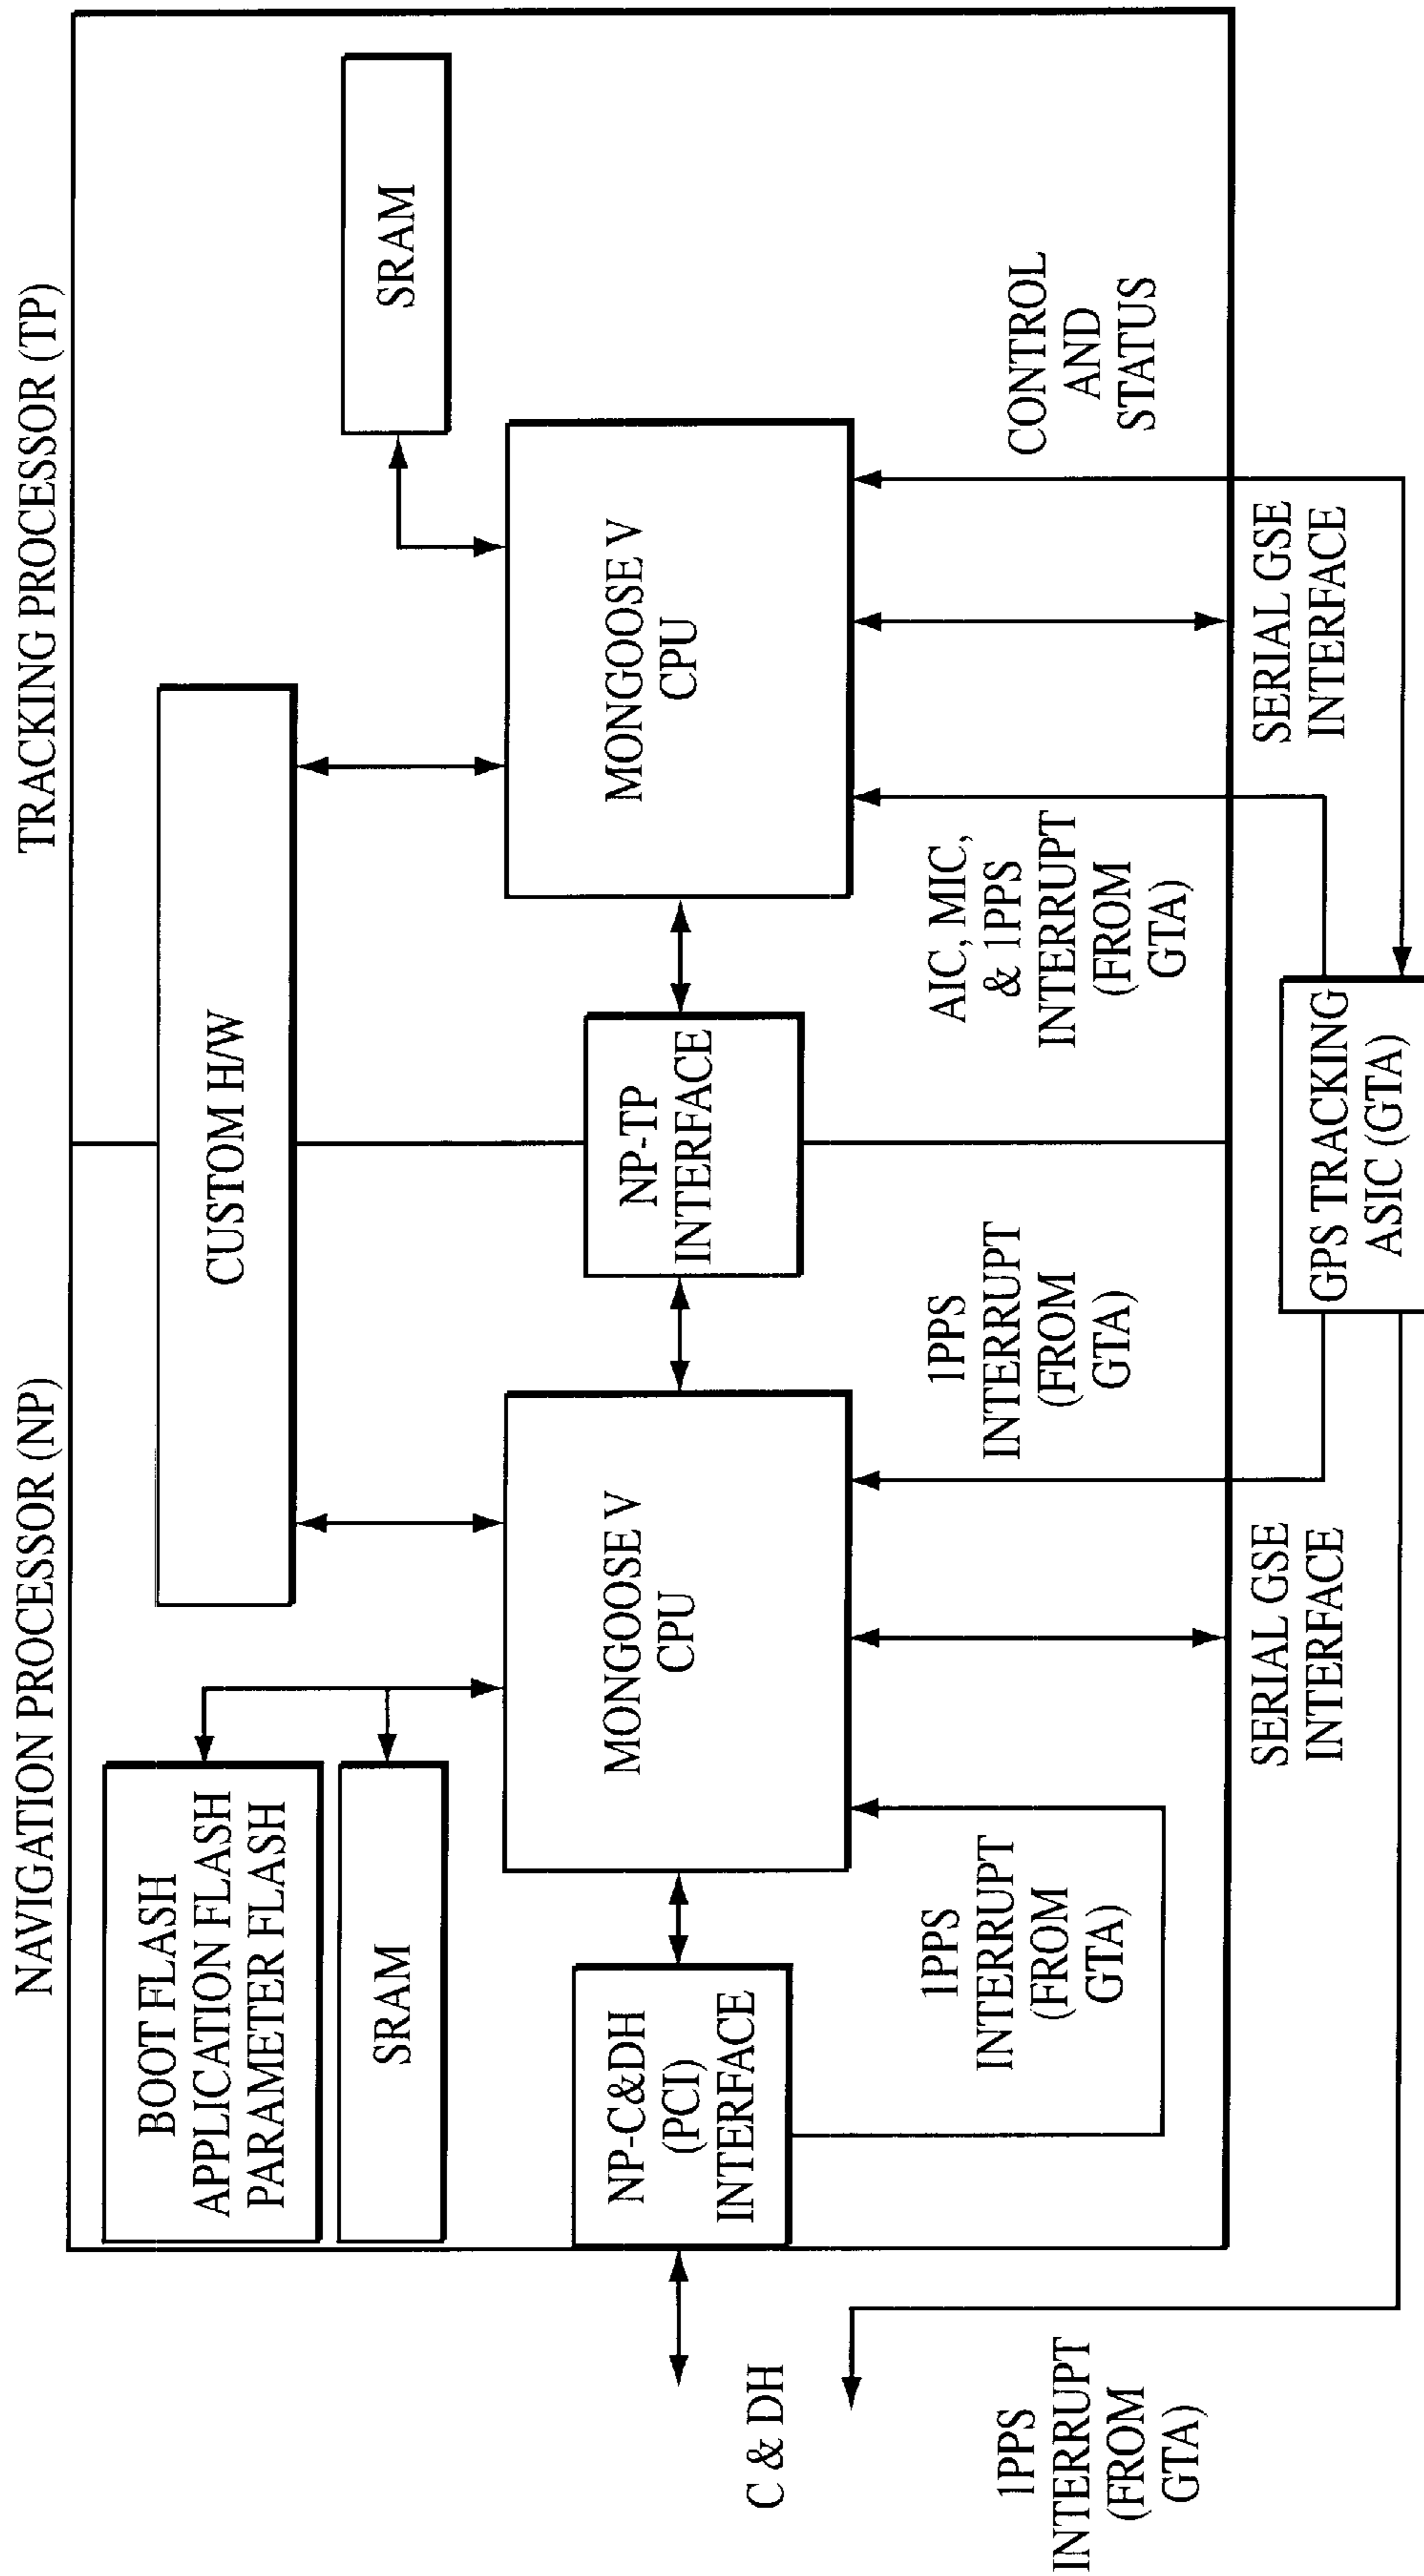 NAVIGATION PROCESSOR (NP)
TRACKING PROCESSOR (TP)
BOOT FLASH
APPLICATION FLASH
PARAMETER FLASH
SRAM
CUSTOM H/W
SRAM
NP-C&DH
(PCI)
INTERFACE
MONGOOSE V
CPU
NP-TP
INTERFACE
MONGOOSE V
CPU
C & DH
1PPS
INTERRUPT
(FROM
GTA)
1PPS
INTERRUPT
(FROM
GTA)
1PPS
INTERRUPT
(FROM
GTA)
AIC, MIC,
& 1PPS
INTERRUPT
(FROM
GTA)
CONTROL
AND
STATUS
SERIAL GSE
INTERFACE
GPS TRACKING
ASIC (GTA)
SERIAL GSE
INTERFACE